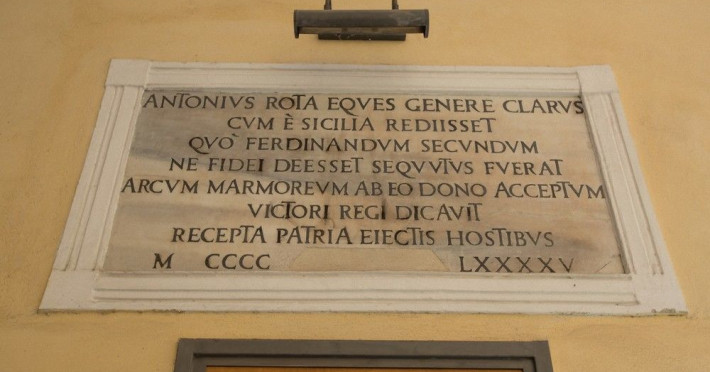 ANTONIVS ROTA EQVES GENERE CLARVS
CVM È SICILIA REDIISSET
QVÒ FERDINANDVM SECVNDVM
NE FIDEI DEESSET SEQVVTVS FVERAT
ARCVM MARMOREVM AB EO DONO ACCEPTVM
VICTORI REGI DICAVIT
RECEPTA PATRIA EIECTIS HOSTIBVS
M CCCC LXXXXV